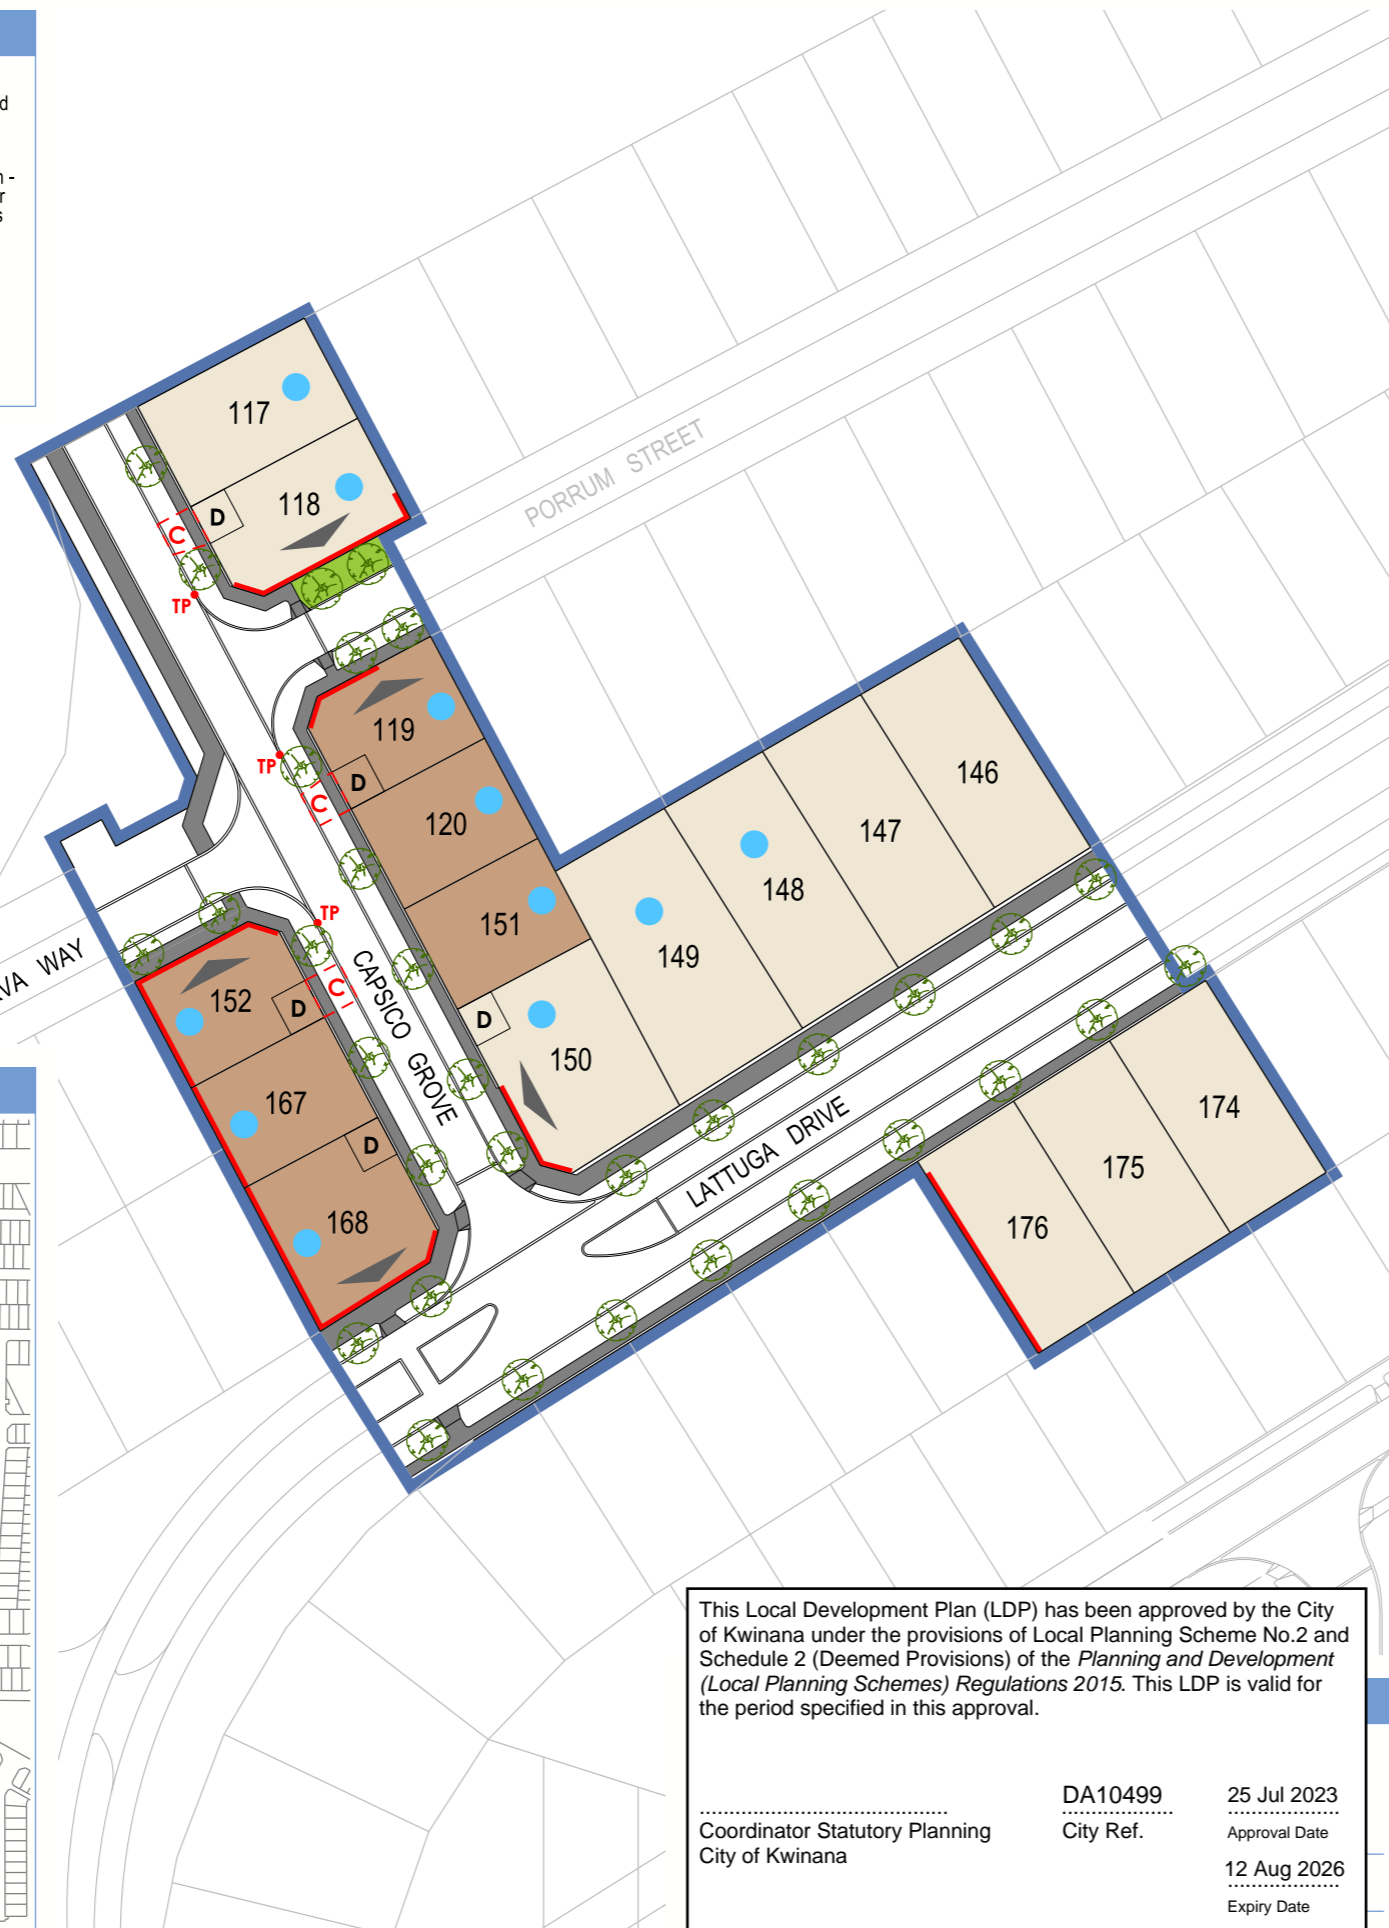 d
n -
r
s
117
118
D
C
TP
PORRUM STREET
119
TP
D
C
120
146
147
148
151
149
TP
VA WAY
152
D
C
CAPSICO GROVE
D
150
167
D
LATTUGA DRIVE
174
175
168
176
This Local Development Plan (LDP) has been approved by the City
of Kwinana under the provisions of Local Planning Scheme No.2 and
Schedule 2 (Deemed Provisions) of the Planning and Development
(Local Planning Schemes) Regulations 2015. This LDP is valid for
the period specified in this approval.
DA10499
25 Jul 2023
Coordinator Statutory Planning
City of Kwinana
City Ref.
Approval Date
12 Aug 2026
Expiry Date